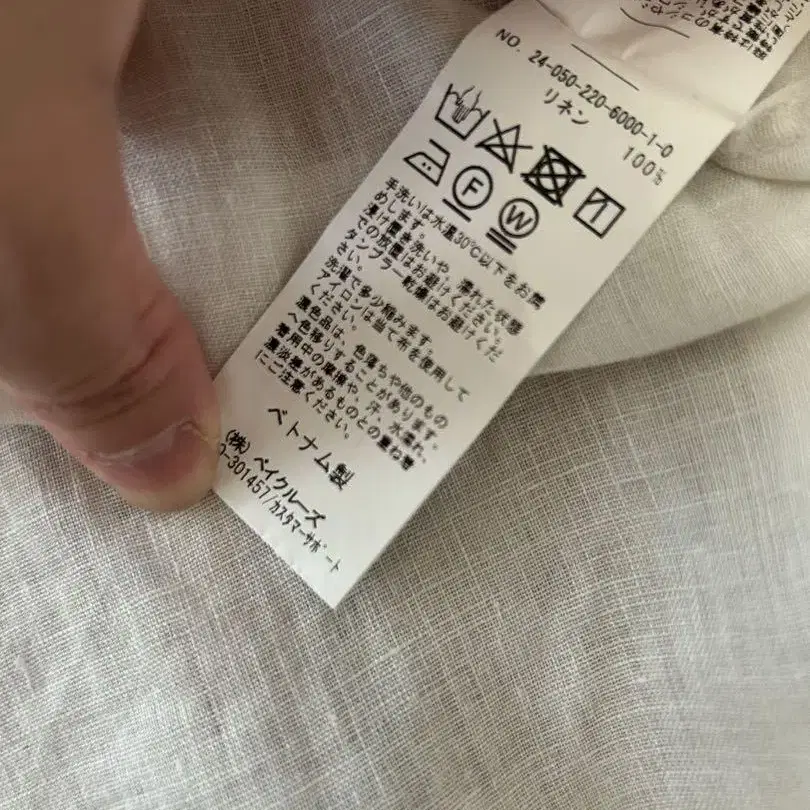 NO. 24-050-220-6000-1-0
リネン 100%
F W
手洗いは水温30℃以下をお薦
めします。
浸け置き洗いや、濡れた状態
での放置はお避けください。
タンブラー乾燥はお避けくだ
さい。
洗濯で多少縮みます。
アイロンは当て布を使用して
ください。
濃色品は、色落ちや他のもの
へ色移りすることがあります。
着用中の摩擦や、汗、水濡れ、
濃淡差があるものとの重ね着
にご注意ください。
ベトナム製
(株)ベイクルーズ
0-301457/カスタマーサポート